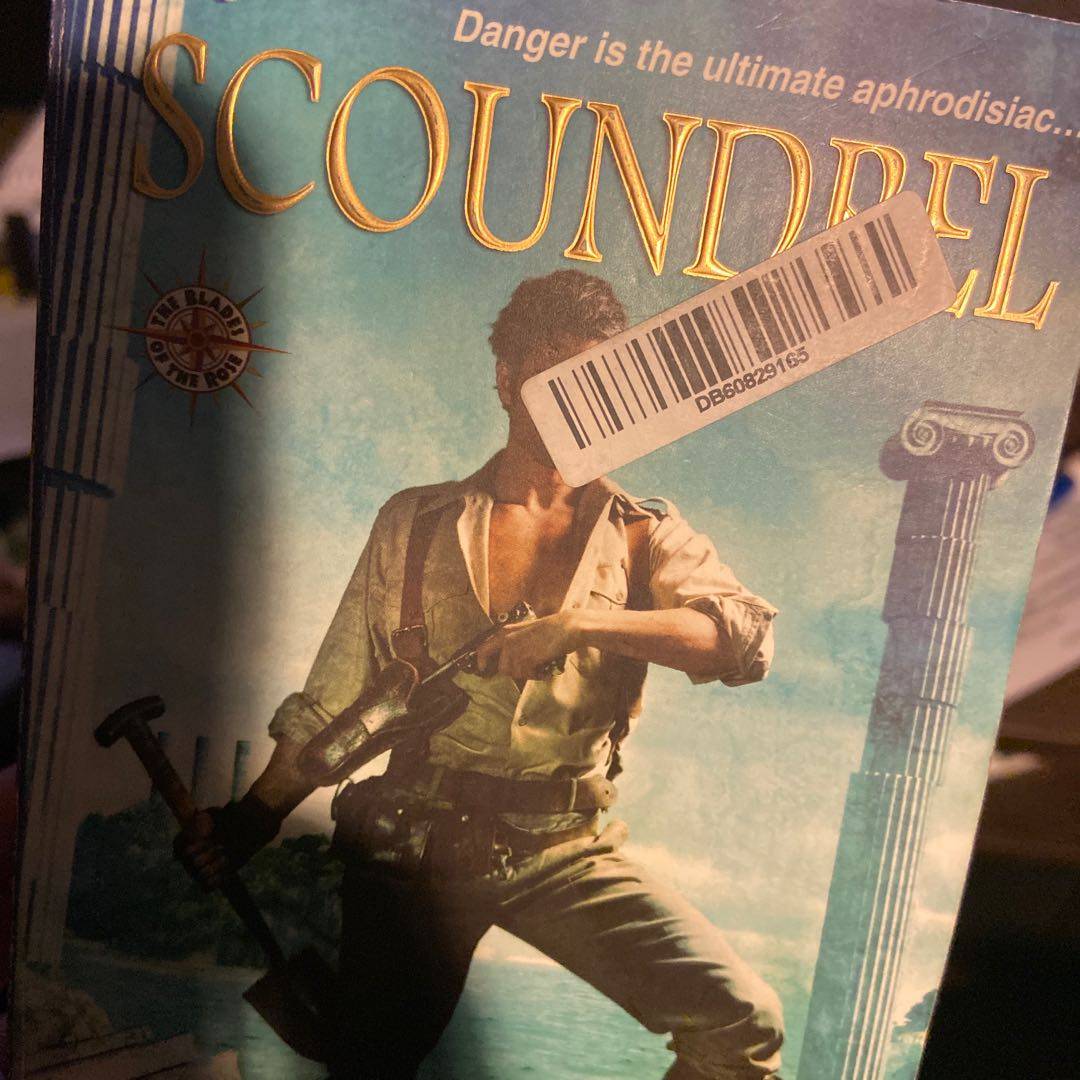 Danger is the ultimate aphrodisiac...
SCOUNDREL
THE BLADES
OF THE ROSE
DB60829165